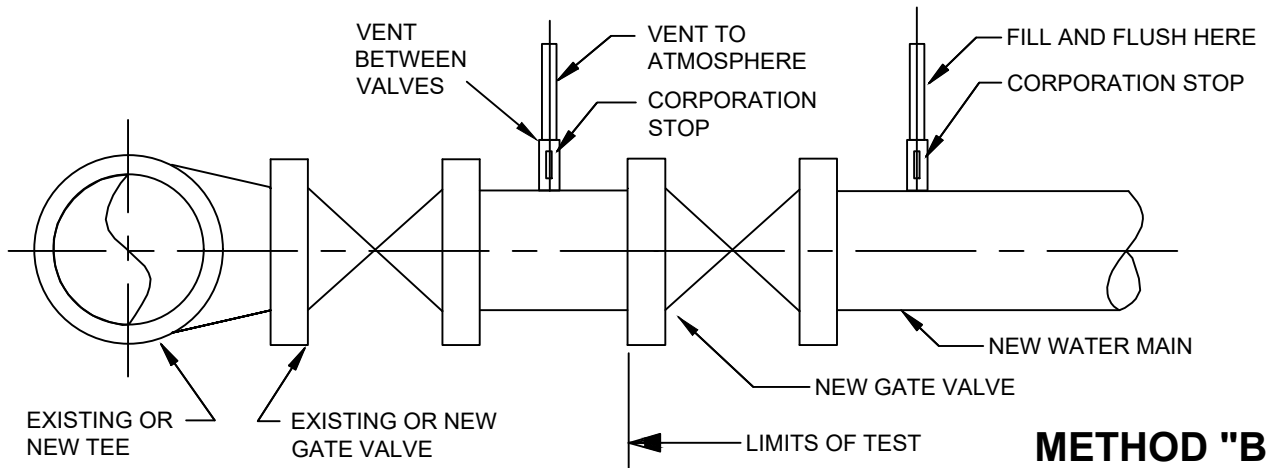 VENT
BETWEEN
VALVES
VENT TO
ATMOSPHERE
CORPORATION
STOP
FILL AND FLUSH HERE
CORPORATION STOP
NEW WATER MAIN
NEW GATE VALVE
EXISTING OR
NEW TEE
EXISTING OR NEW
GATE VALVE
LIMITS OF TEST
METHOD "B